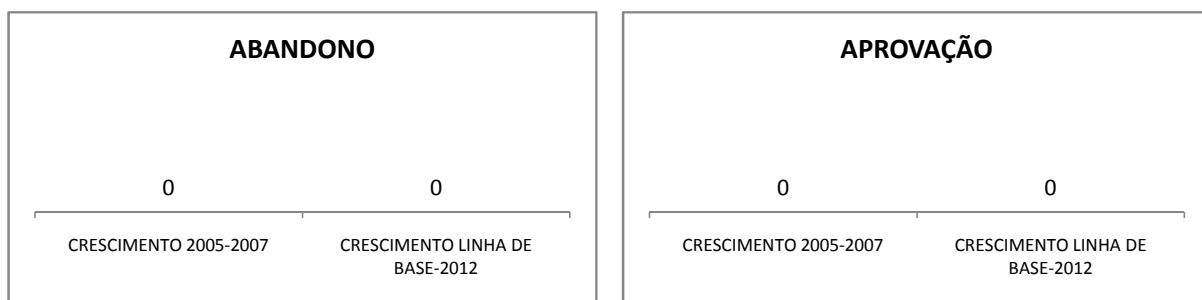 ABANDONO
0
0
CRESCIMENTO 2005-2007
CRESCIMENTO LINHA DE
BASE-2012
APROVAÇÃO
0
0
CRESCIMENTO 2005-2007
CRESCIMENTO LINHA DE
BASE-2012